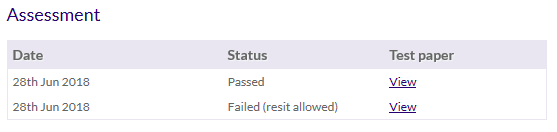 Assessment
Date Status Test paper
28th Jun 2018 Passed View
28th Jun 2018 Failed (resit allowed) View